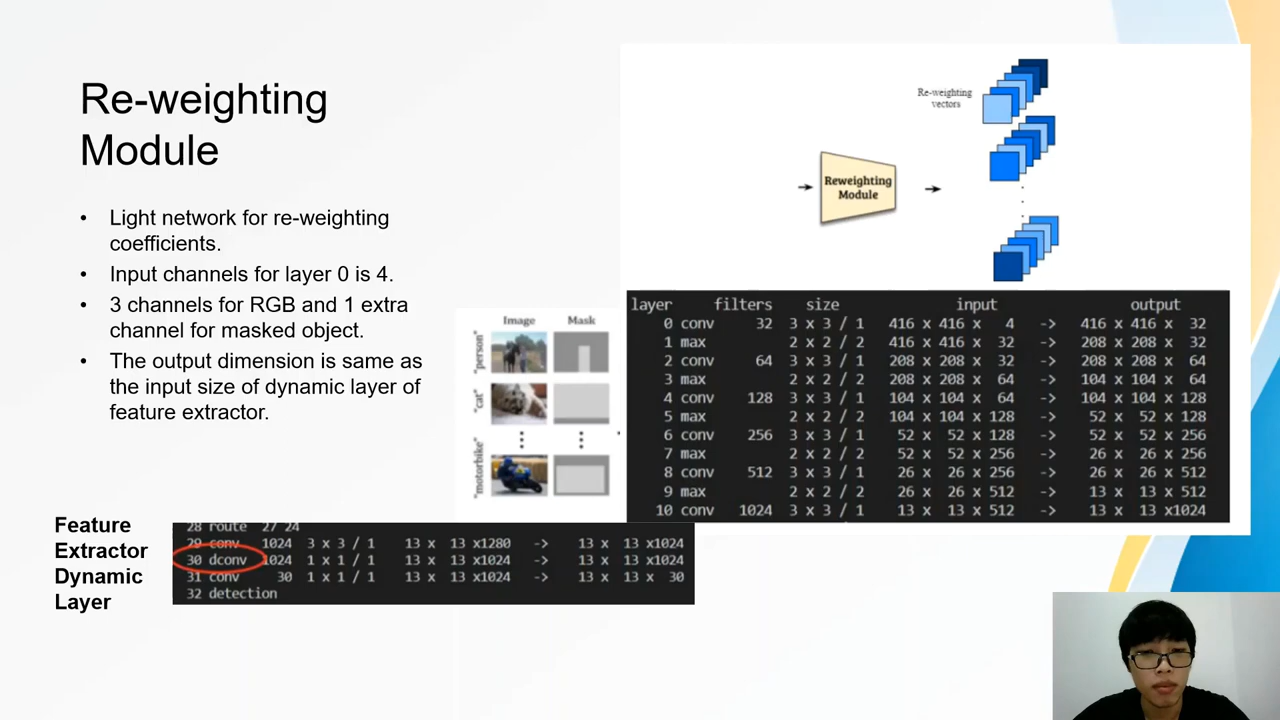 Re-weighting
Module
• Light network for re-weighting
coefficients.
• Input channels for layer 0 is 4.
• 3 channels for RGB and 1 extra
channel for masked object.
• The output dimension is same as
the input size of dynamic layer of
feature extractor.
Re-weighting
vectors
Reweighting
Module
Image Mask
"person"
"cat"
"motorbike"
layer filters size input output
0 conv 32 3 x 3 / 1 416 x 416 x 4 -> 416 x 416 x 32
1 max 2 x 2 / 2 416 x 416 x 32 -> 208 x 208 x 32
2 conv 64 3 x 3 / 1 208 x 208 x 32 -> 208 x 208 x 64
3 max 2 x 2 / 2 208 x 208 x 64 -> 104 x 104 x 64
4 conv 128 3 x 3 / 1 104 x 104 x 64 -> 104 x 104 x 128
5 max 2 x 2 / 2 104 x 104 x 128 -> 52 x 52 x 128
6 conv 256 3 x 3 / 1 52 x 52 x 128 -> 52 x 52 x 256
7 max 2 x 2 / 2 52 x 52 x 256 -> 26 x 26 x 256
8 conv 512 3 x 3 / 1 26 x 26 x 256 -> 26 x 26 x 512
9 max 2 x 2 / 2 26 x 26 x 512 -> 13 x 13 x 512
10 conv 1024 3 x 3 / 1 13 x 13 x 512 -> 13 x 13 x1024
Feature
Extractor
Dynamic
Layer
28 route 27 24
29 conv 1024 3 x 3 / 1 13 x 13 x1280 -> 13 x 13 x1024
30 dconv 1024 1 x 1 / 1 13 x 13 x1024 -> 13 x 13 x1024
31 conv 30 1 x 1 / 1 13 x 13 x1024 -> 13 x 13 x 30
32 detection